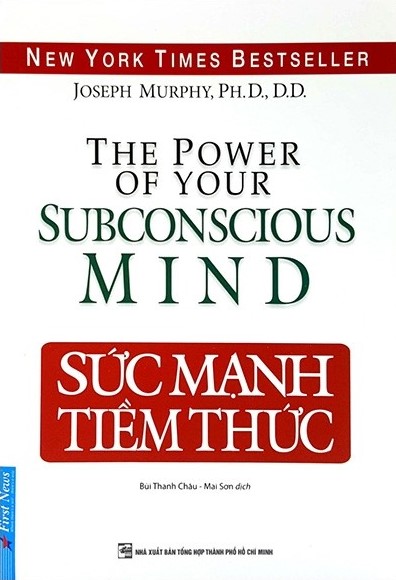 NEW YORK TIMES BESTSELLER
JOSEPH MURPHY, PH.D., D.D.
THE POWER
OF YOUR
SUBCONSCIOUS
MIND
SỨC MẠNH
TIỀM THỨC
Bùi Thanh Châu - Mai Sơn dịch
First News
NHÀ XUẤT BẢN TỔNG HỢP THÀNH PHỐ HỒ CHÍ MINH